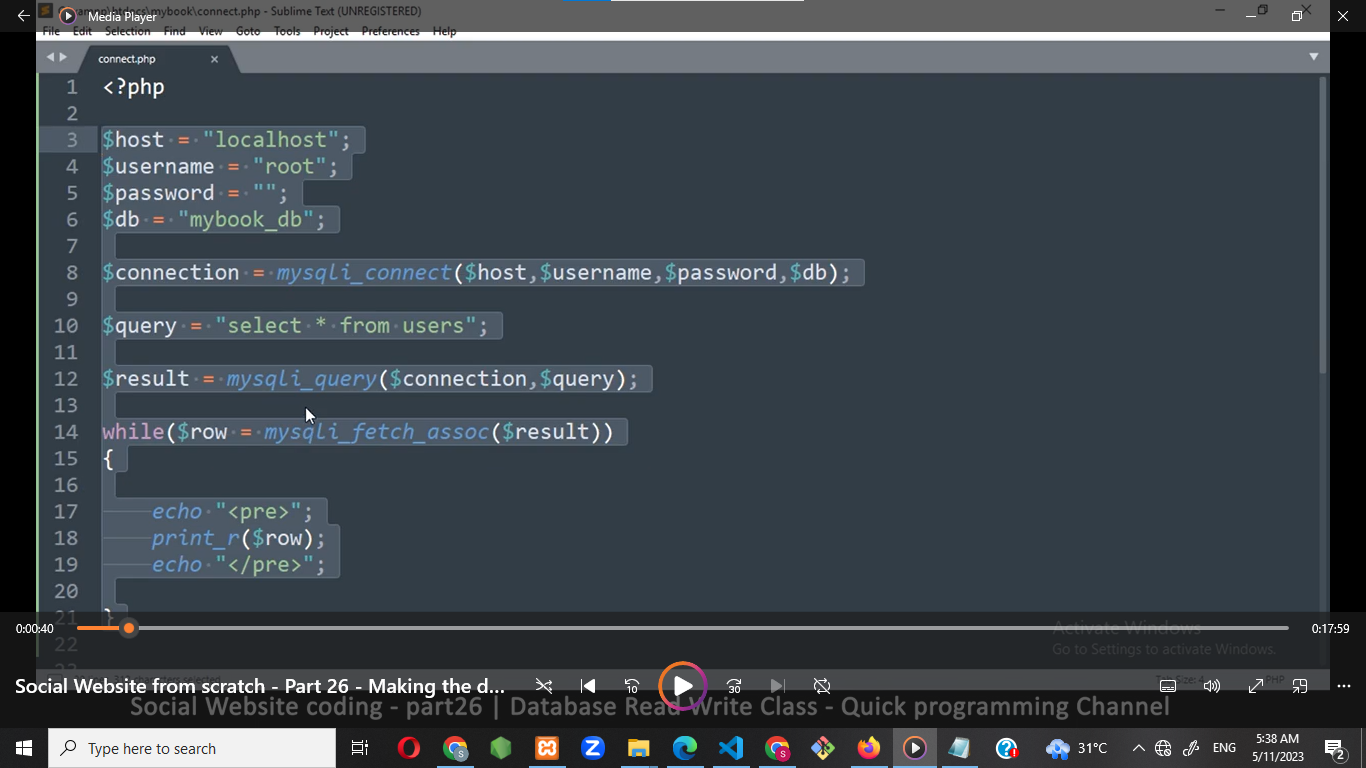 Media Player
\mybook\connect.php - Sublime Text (UNREGISTERED)
File Edit Selection Find View Goto Tools Project Preferences Help
connect.php
1 <?php
2
3 $host = "localhost";
4 $username = "root";
5 $password = "";
6 $db = "mybook_db";
7
8 $connection = mysqli_connect($host,$username,$password,$db);
9
10 $query = "select * from users";
11
12 $result = mysqli_query($connection,$query);
13
14 while($row = mysqli_fetch_assoc($result))
15 {
16
17 echo "<pre>";
18 print_r($row);
19 echo "</pre>";
20
21 }
22
23
0:00:40
0:17:59
Activate Windows
Go to Settings to activate Windows.
Social Website from scratch - Part 26 - Making the d...
10
30
PHP
Social Website coding - part26 | Database Read Write Class - Quick programming Channel
Type here to search
31°C
ENG
5:38 AM
5/11/2023
2